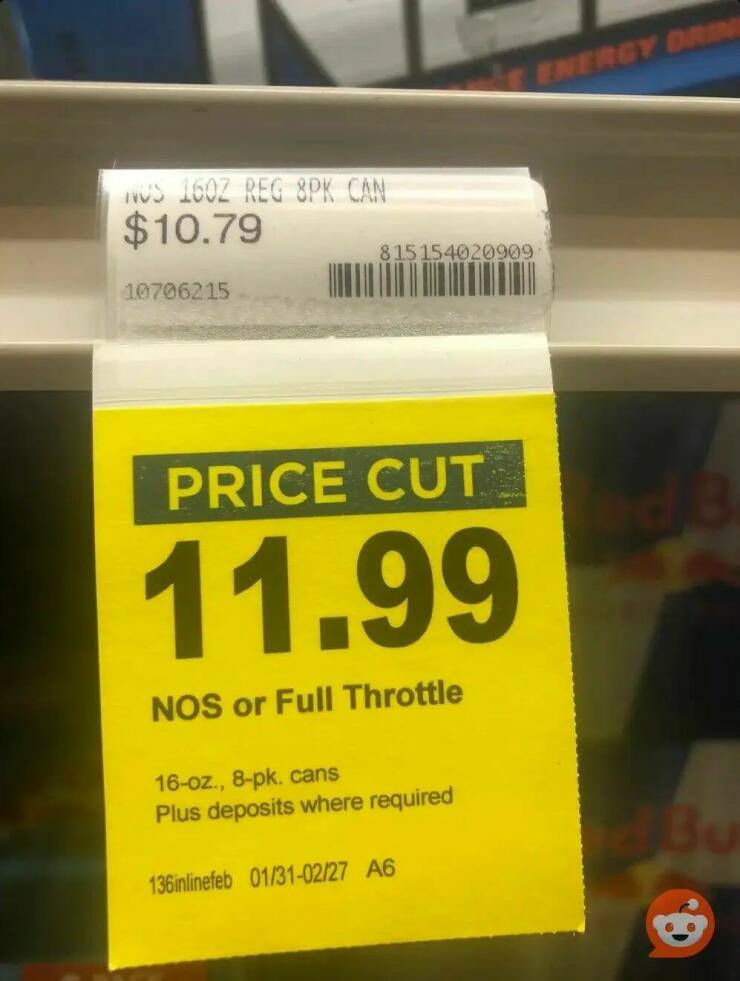 ENERGY DRIN
NOS 16OZ REG 8PK CAN
$10.79
815154020909
10706215
PRICE CUT
11.99
NOS or Full Throttle
16-oz., 8-pk. cans
Plus deposits where required
136inlinefeb 01/31-02/27 A6